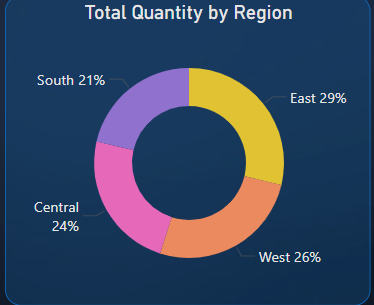 Total Quantity by Region
South 21%
East 29%
Central
24%
West 26%